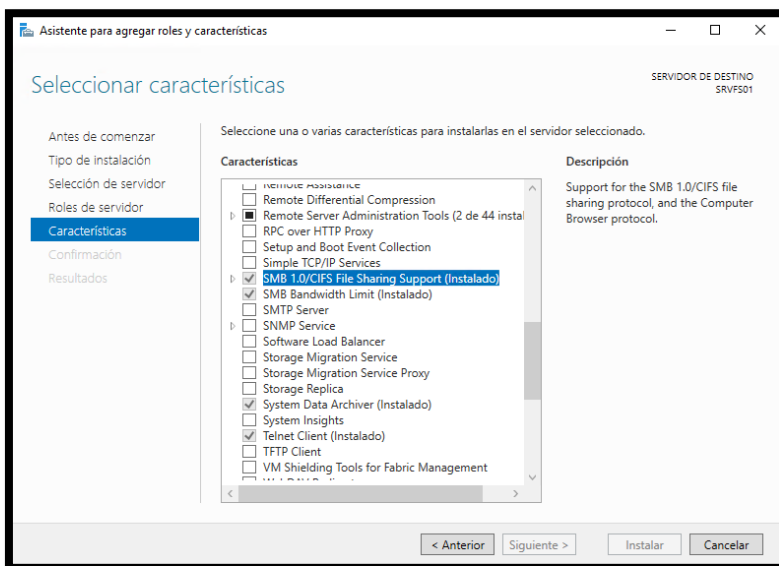 Asistente para agregar roles y características
Seleccionar características
SERVIDOR DE DESTINO
SRVFS01
Antes de comenzar
Tipo de instalación
Selección de servidor
Roles de servidor
Características
Confirmación
Resultados
Seleccione una o varias características para instalarlas en el servidor seleccionado.
Características
Remote Assistance
Remote Differential Compression
Remote Server Administration Tools (2 de 44 instal
RPC over HTTP Proxy
Setup and Boot Event Collection
Simple TCP/IP Services
SMB 1.0/CIFS File Sharing Support (Instalado)
SMB Bandwidth Limit (Instalado)
SMTP Server
SNMP Service
Software Load Balancer
Storage Migration Service
Storage Migration Service Proxy
Storage Replica
System Data Archiver (Instalado)
System Insights
Telnet Client (Instalado)
TFTP Client
VM Shielding Tools for Fabric Management
Descripción
Support for the SMB 1.0/CIFS file
sharing protocol, and the Computer
Browser protocol.
< Anterior
Siguiente >
Instalar
Cancelar